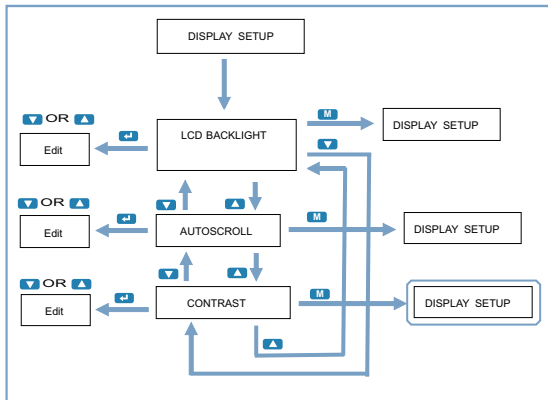 DISPLAY SETUP
▼ OR ▲
M
LCD BACKLIGHT
↵
DISPLAY SETUP
Edit
▼
▼ OR ▲
▼
▲
↵
M
Edit
AUTOSCROLL
DISPLAY SETUP
▼ OR ▲
▼
▲
↵
M
Edit
CONTRAST
DISPLAY SETUP
▲